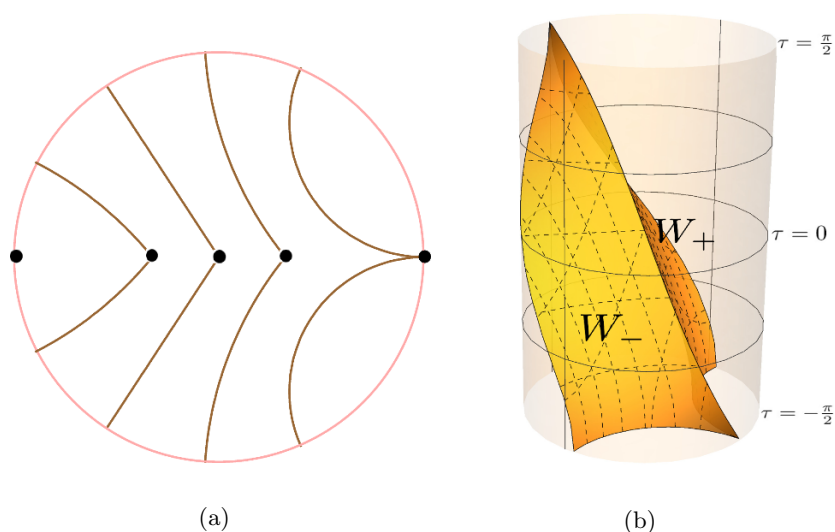 τ = π/2
W₊
τ = 0
W₋
τ = −π/2
(a)
(b)